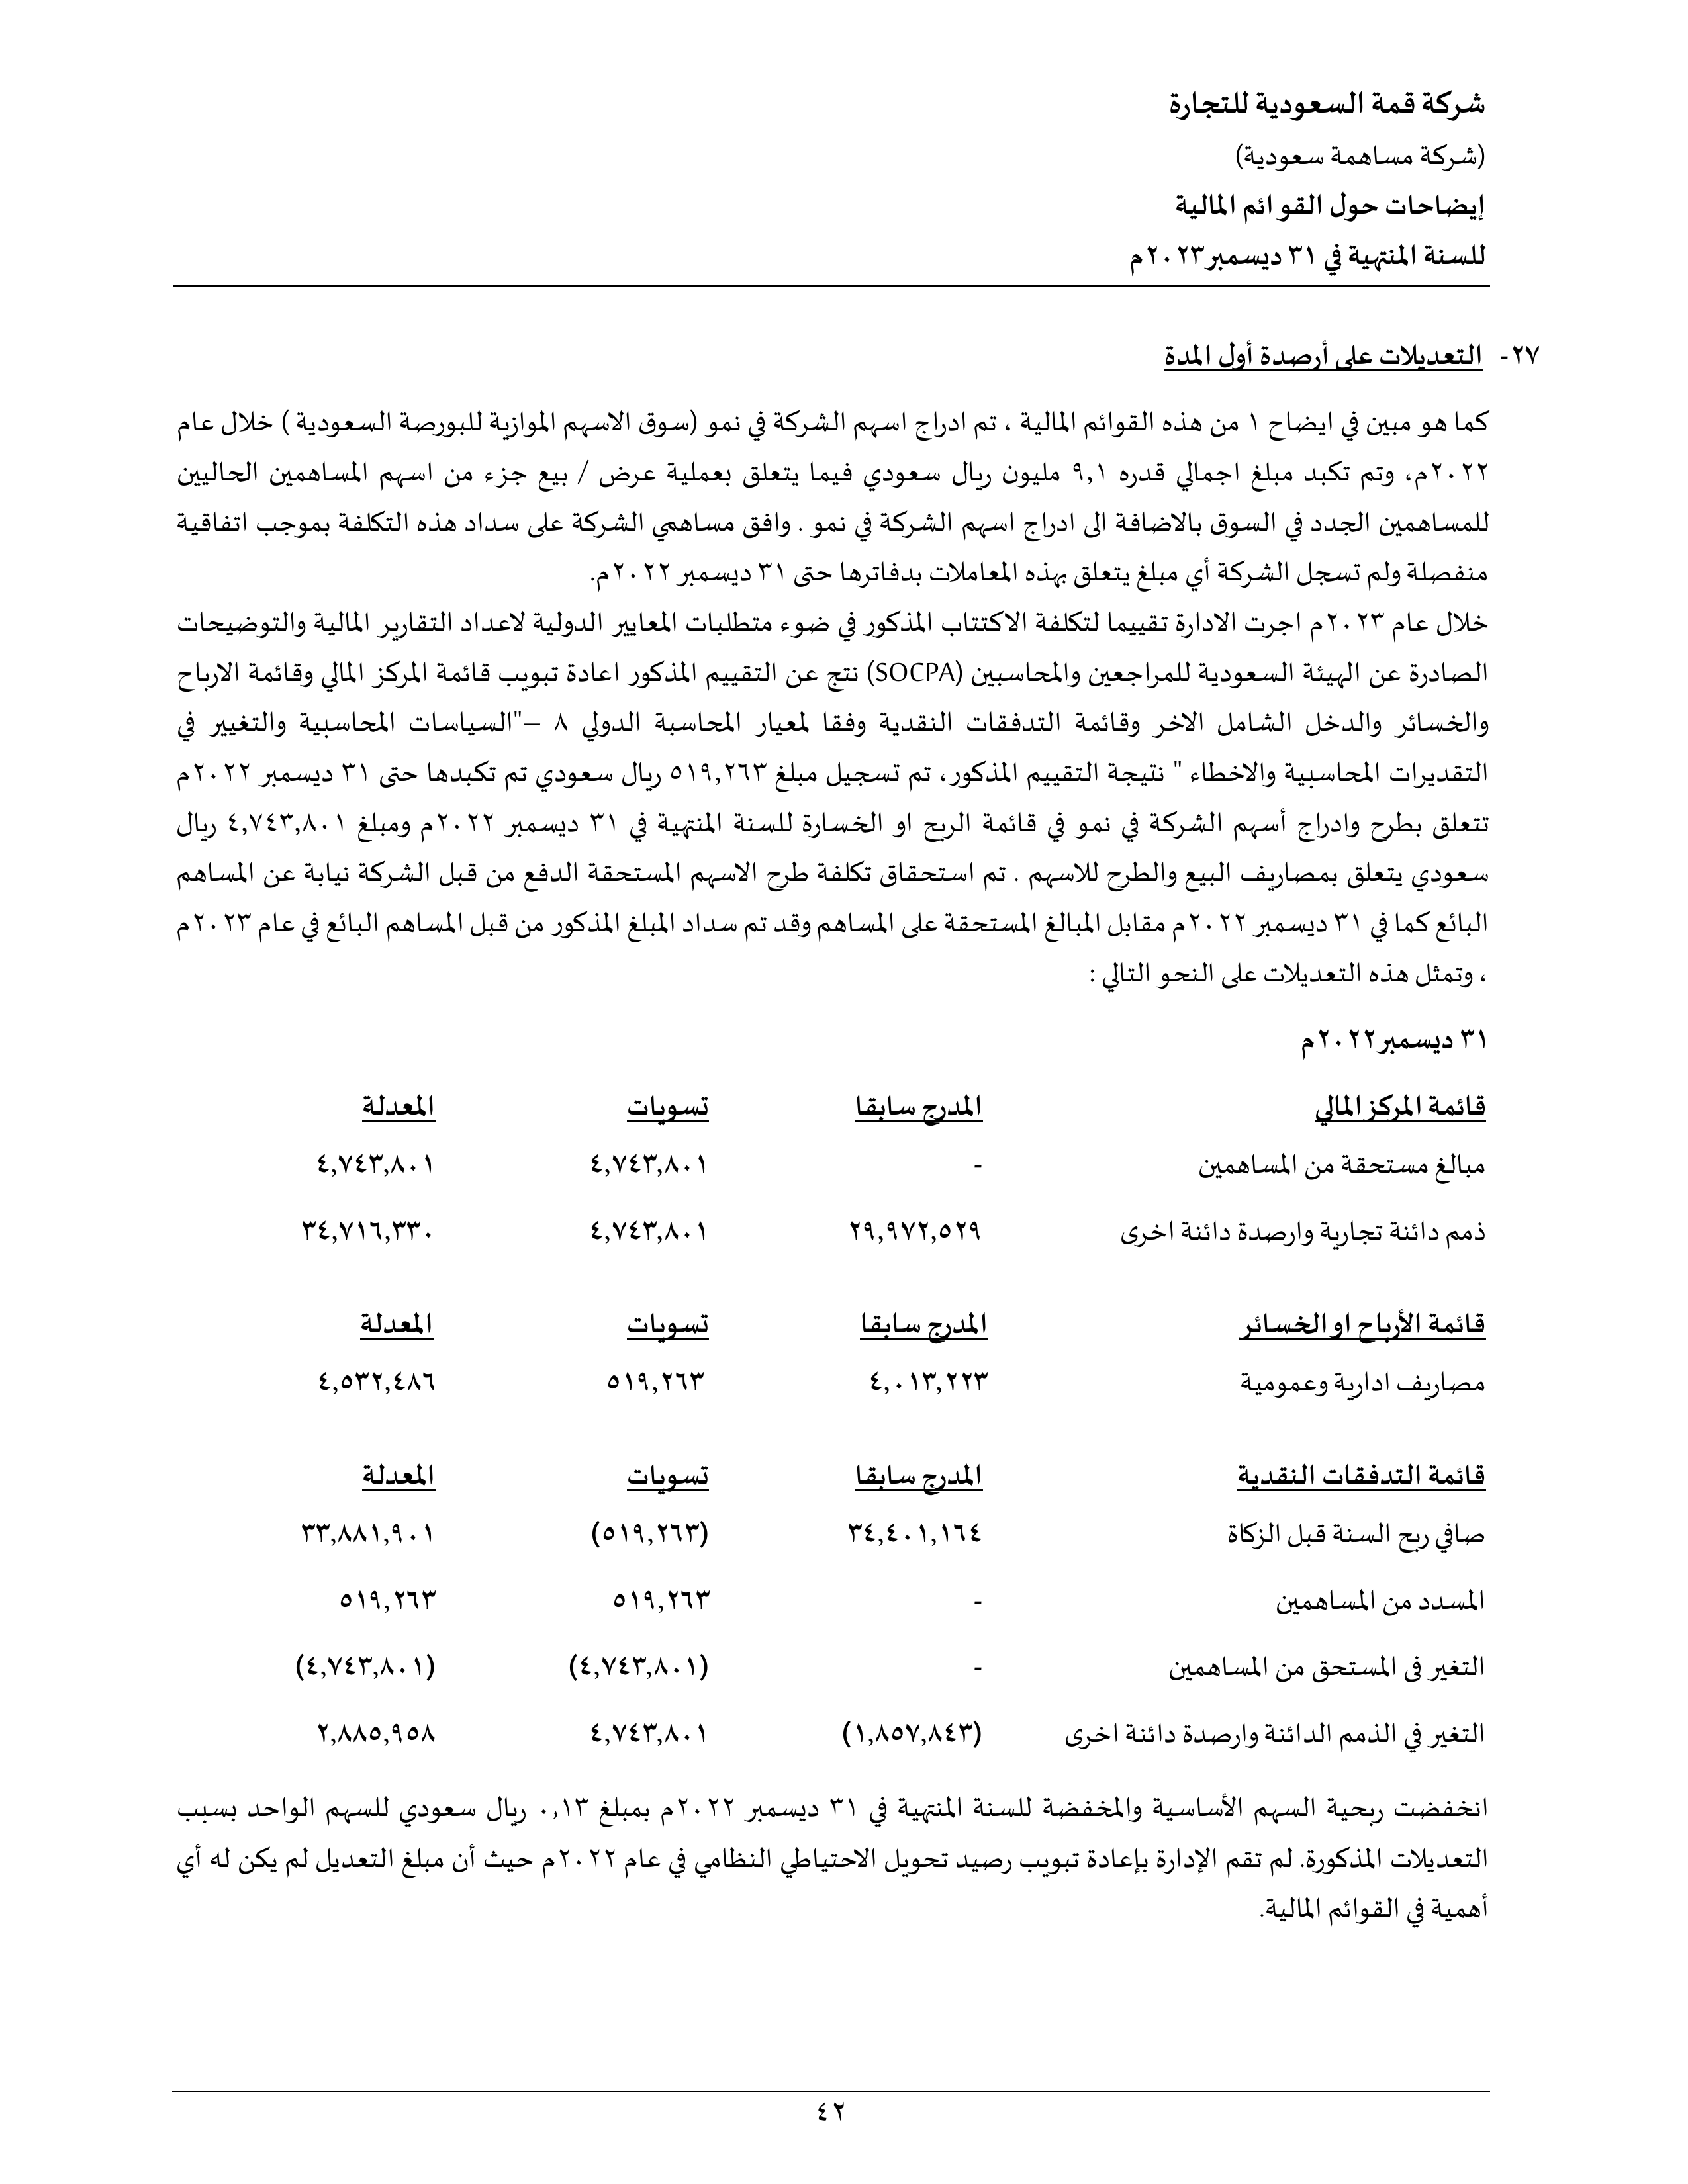 شركة قمة السعودية للتجارة
(شركة مساهمة سعودية)
إيضاحات حول القوائم المالية
للسنة المنتهية في ٣١ ديسمبر٢٠٢٣م
٢٧- التعديلات على أرصدة أول المدة
كما هو مبين في ايضاح ١ من هذه القوائم المالية ، تم ادراج اسهم الشركة في نمو (سوق الاسهم الموازية للبورصة السعودية ) خلال عام
٢٠٢٢م، وتم تكبد مبلغ اجمالي قدره ٩,١ مليون ريال سعودي فيما يتعلق بعملية عرض / بيع جزء من اسهم المساهمين الحاليين
للمساهمين الجدد في السوق بالاضافة الى ادراج اسهم الشركة في نمو . وافق مساهمي الشركة على سداد هذه التكلفة بموجب اتفاقية
منفصلة ولم تسجل الشركة أي مبلغ يتعلق بهذه المعاملات بدفاترها حتى ٣١ ديسمبر ٢٠٢٢م.
خلال عام ٢٠٢٣م اجرت الادارة تقييما لتكلفة الاكتتاب المذكور في ضوء متطلبات المعايير الدولية لاعداد التقارير المالية والتوضيحات
الصادرة عن الهيئة السعودية للمراجعين والمحاسبين (SOCPA) نتج عن التقييم المذكور اعادة تبويب قائمة المركز المالي وقائمة الارباح
والخسائر والدخل الشامل الاخر وقائمة التدفقات النقدية وفقا لمعيار المحاسبة الدولي ٨ –"السياسات المحاسبية والتغيير في
التقديرات المحاسبية والاخطاء " نتيجة التقييم المذكور، تم تسجيل مبلغ ٥١٩,٢٦٣ ريال سعودي تم تكبدها حتى ٣١ ديسمبر ٢٠٢٢م
تتعلق بطرح وادراج أسهم الشركة في نمو في قائمة الربح او الخسارة للسنة المنتهية في ٣١ ديسمبر ٢٠٢٢م ومبلغ ٤,٧٤٣,٨٠١ ريال
سعودي يتعلق بمصاريف البيع والطرح للاسهم . تم استحقاق تكلفة طرح الاسهم المستحقة الدفع من قبل الشركة نيابة عن المساهم
البائع كما في ٣١ ديسمبر ٢٠٢٢م مقابل المبالغ المستحقة على المساهم وقد تم سداد المبلغ المذكور من قبل المساهم البائع في عام ٢٠٢٣م
، وتمثل هذه التعديلات على النحو التالي :
٣١ ديسمبر٢٠٢٢م
قائمة المركز المالي المدرج سابقا تسويات المعدلة
مبالغ مستحقة من المساهمين - ٤,٧٤٣,٨٠١ ٤,٧٤٣,٨٠١
ذمم دائنة تجارية وارصدة دائنة اخرى ٢٩,٩٧٢,٥٢٩ ٤,٧٤٣,٨٠١ ٣٤,٧١٦,٣٣٠
قائمة الأرباح او الخسائر المدرج سابقا تسويات المعدلة
مصاريف ادارية وعمومية ٤,٠١٣,٢٢٣ ٥١٩,٢٦٣ ٤,٥٣٢,٤٨٦
قائمة التدفقات النقدية المدرج سابقا تسويات المعدلة
صافي ربح السنة قبل الزكاة ٣٤,٤٠١,١٦٤ (٥١٩,٢٦٣) ٣٣,٨٨١,٩٠١
المسدد من المساهمين - ٥١٩,٢٦٣ ٥١٩,٢٦٣
التغير فى المستحق من المساهمين - (٤,٧٤٣,٨٠١) (٤,٧٤٣,٨٠١)
التغير في الذمم الدائنة وارصدة دائنة اخرى (١,٨٥٧,٨٤٣) ٤,٧٤٣,٨٠١ ٢,٨٨٥,٩٥٨
انخفضت ربحية السهم الأساسية والمخفضة للسنة المنتهية في ٣١ ديسمبر ٢٠٢٢م بمبلغ ٠,١٣ ريال سعودي للسهم الواحد بسبب
التعديلات المذكورة. لم تقم الإدارة بإعادة تبويب رصيد تحويل الاحتياطي النظامي في عام ٢٠٢٢م حيث أن مبلغ التعديل لم يكن له أي
أهمية في القوائم المالية.
٤٢